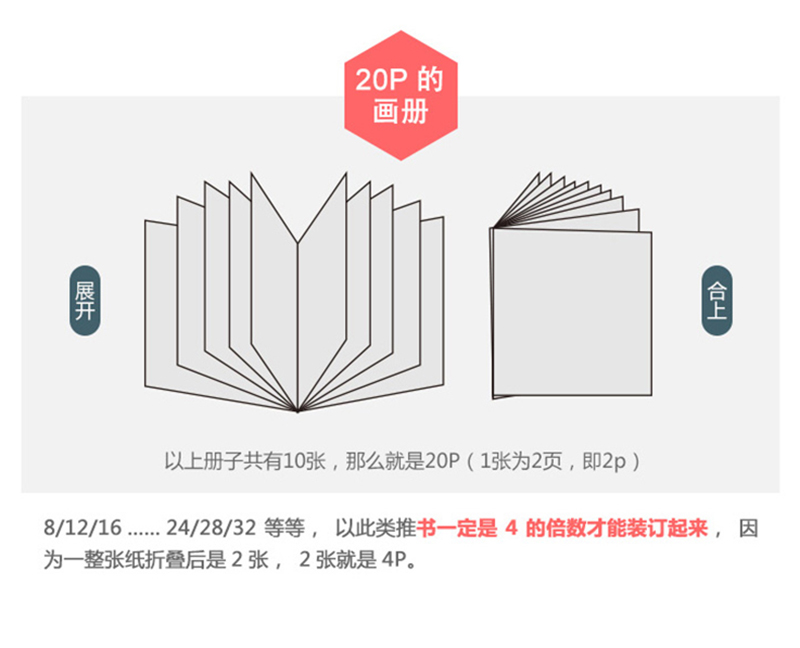 20P 的
画册
展开
合上
以上册子共有10张，那么就是20P（1张为2页，即2p）
8/12/16 ...... 24/28/32 等等， 以此类推书一定是 4 的倍数才能装订起来， 因
为一整张纸折叠后是 2 张， 2 张就是 4P。